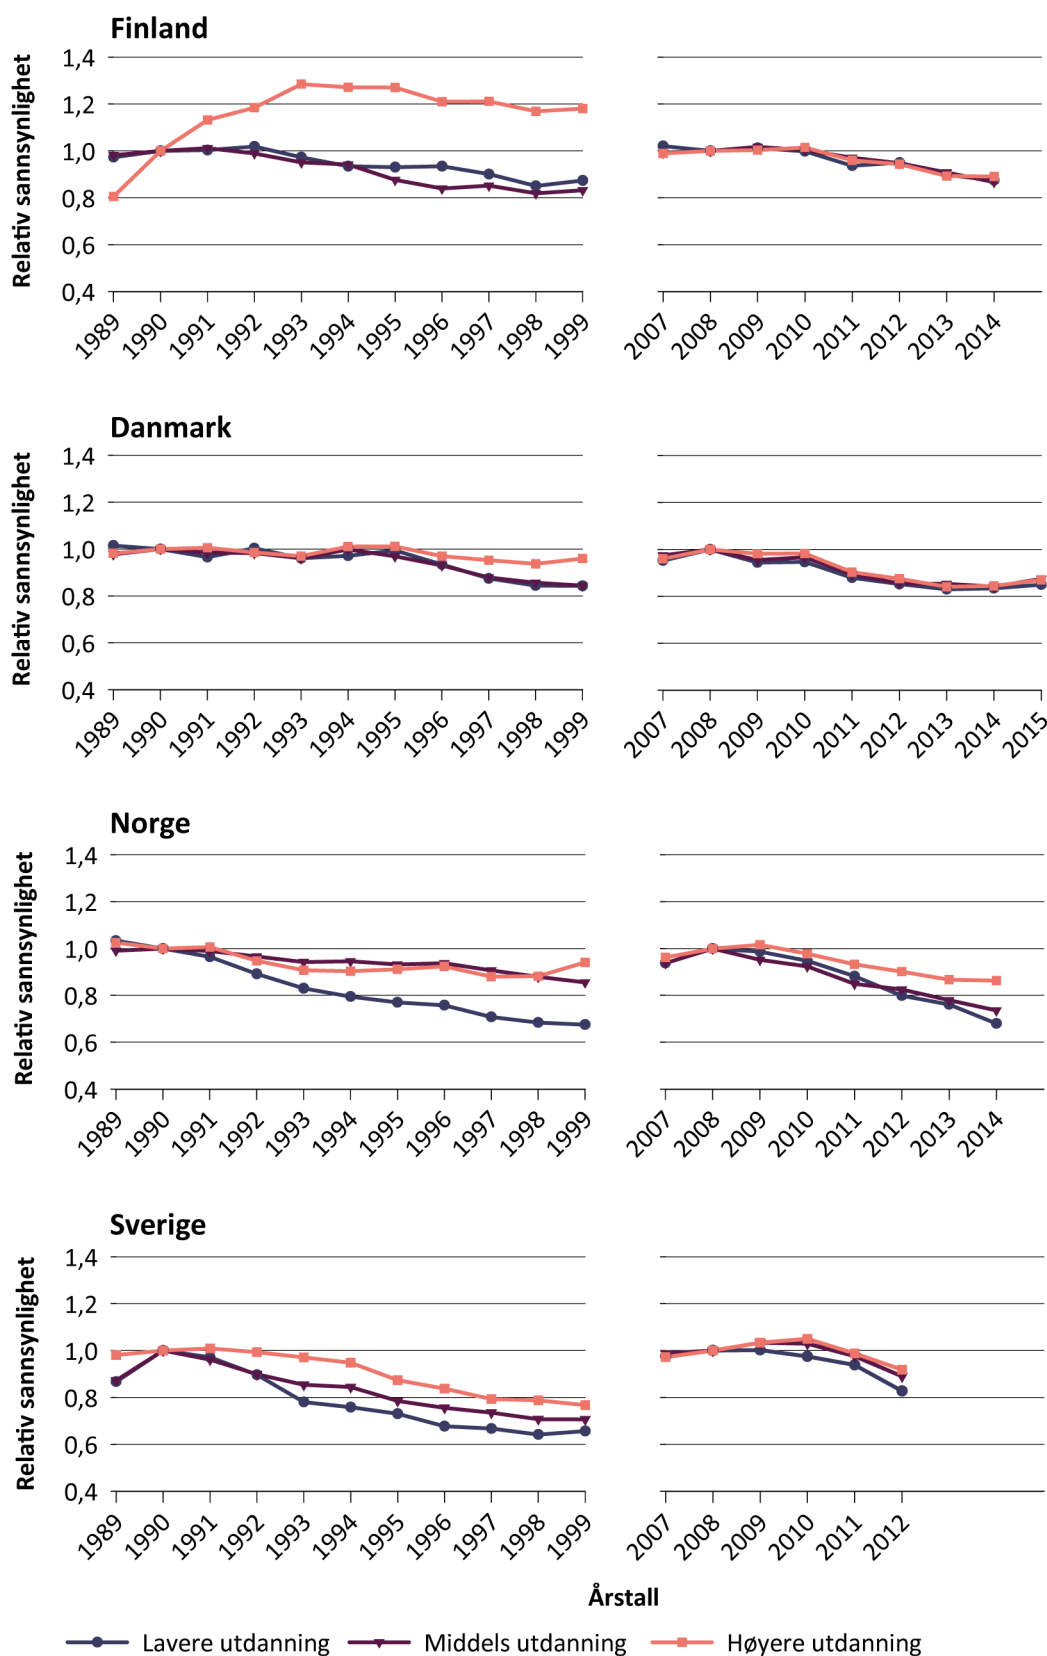 Finland
Relativ sannsynlighet
1,4
1,2
1,0
0,8
0,6
0,4
1989 1990 1991 1992 1993 1994 1995 1996 1997 1998 1999
2007 2008 2009 2010 2011 2012 2013 2014
Danmark
Relativ sannsynlighet
1,4
1,2
1,0
0,8
0,6
0,4
1989 1990 1991 1992 1993 1994 1995 1996 1997 1998 1999
2007 2008 2009 2010 2011 2012 2013 2014 2015
Norge
Relativ sannsynlighet
1,4
1,2
1,0
0,8
0,6
0,4
1989 1990 1991 1992 1993 1994 1995 1996 1997 1998 1999
2007 2008 2009 2010 2011 2012 2013 2014
Sverige
Relativ sannsynlighet
1,4
1,2
1,0
0,8
0,6
0,4
1989 1990 1991 1992 1993 1994 1995 1996 1997 1998 1999
2007 2008 2009 2010 2011 2012
Årstall
Lavere utdanning Middels utdanning Høyere utdanning